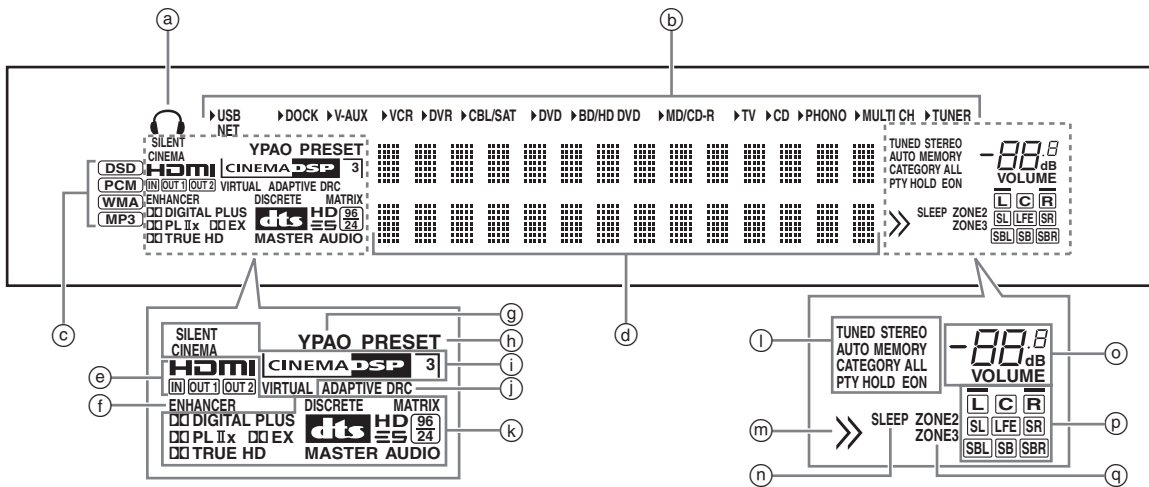 ⓐ ⓑ
▶USB ▶DOCK ▶V-AUX ▶VCR ▶DVR ▶CBL/SAT ▶DVD ▶BD/HD DVD ▶MD/CD-R ▶TV ▶CD ▶PHONO ▶MULTI CH ▶TUNER
NET
SILENT
CINEMA
YPAO PRESET
HDMI
CINEMA DSP 3
IN OUT 1 OUT 2 VIRTUAL ADAPTIVE DRC
ENHANCER DISCRETE MATRIX
DIGITAL PLUS dts HD 96
PL IIx EX ES 24
TRUE HD MASTER AUDIO
DSD
PCM
WMA
MP3
TUNED STEREO
AUTO MEMORY
CATEGORY ALL
PTY HOLD EON
-88.8
dB
VOLUME
L C R
SLEEP ZONE2 SL LFE SR
ZONE3
SBL SB SBR
ⓒ ⓓ
SILENT
CINEMA
YPAO PRESET
HDMI
CINEMA DSP 3
IN OUT 1 OUT 2 VIRTUAL ADAPTIVE DRC
ENHANCER DISCRETE MATRIX
DIGITAL PLUS dts HD 96
PL IIx EX ES 24
TRUE HD MASTER AUDIO
ⓔ
ⓕ
ⓖ
ⓗ
ⓘ
ⓙ
ⓚ
ⓛ
TUNED STEREO
AUTO MEMORY
CATEGORY ALL
PTY HOLD EON
-88.8
dB
VOLUME
ⓞ
L C R
SLEEP ZONE2 SL LFE SR
ZONE3
SBL SB SBR
ⓟ
ⓜ
ⓝ ⓠ